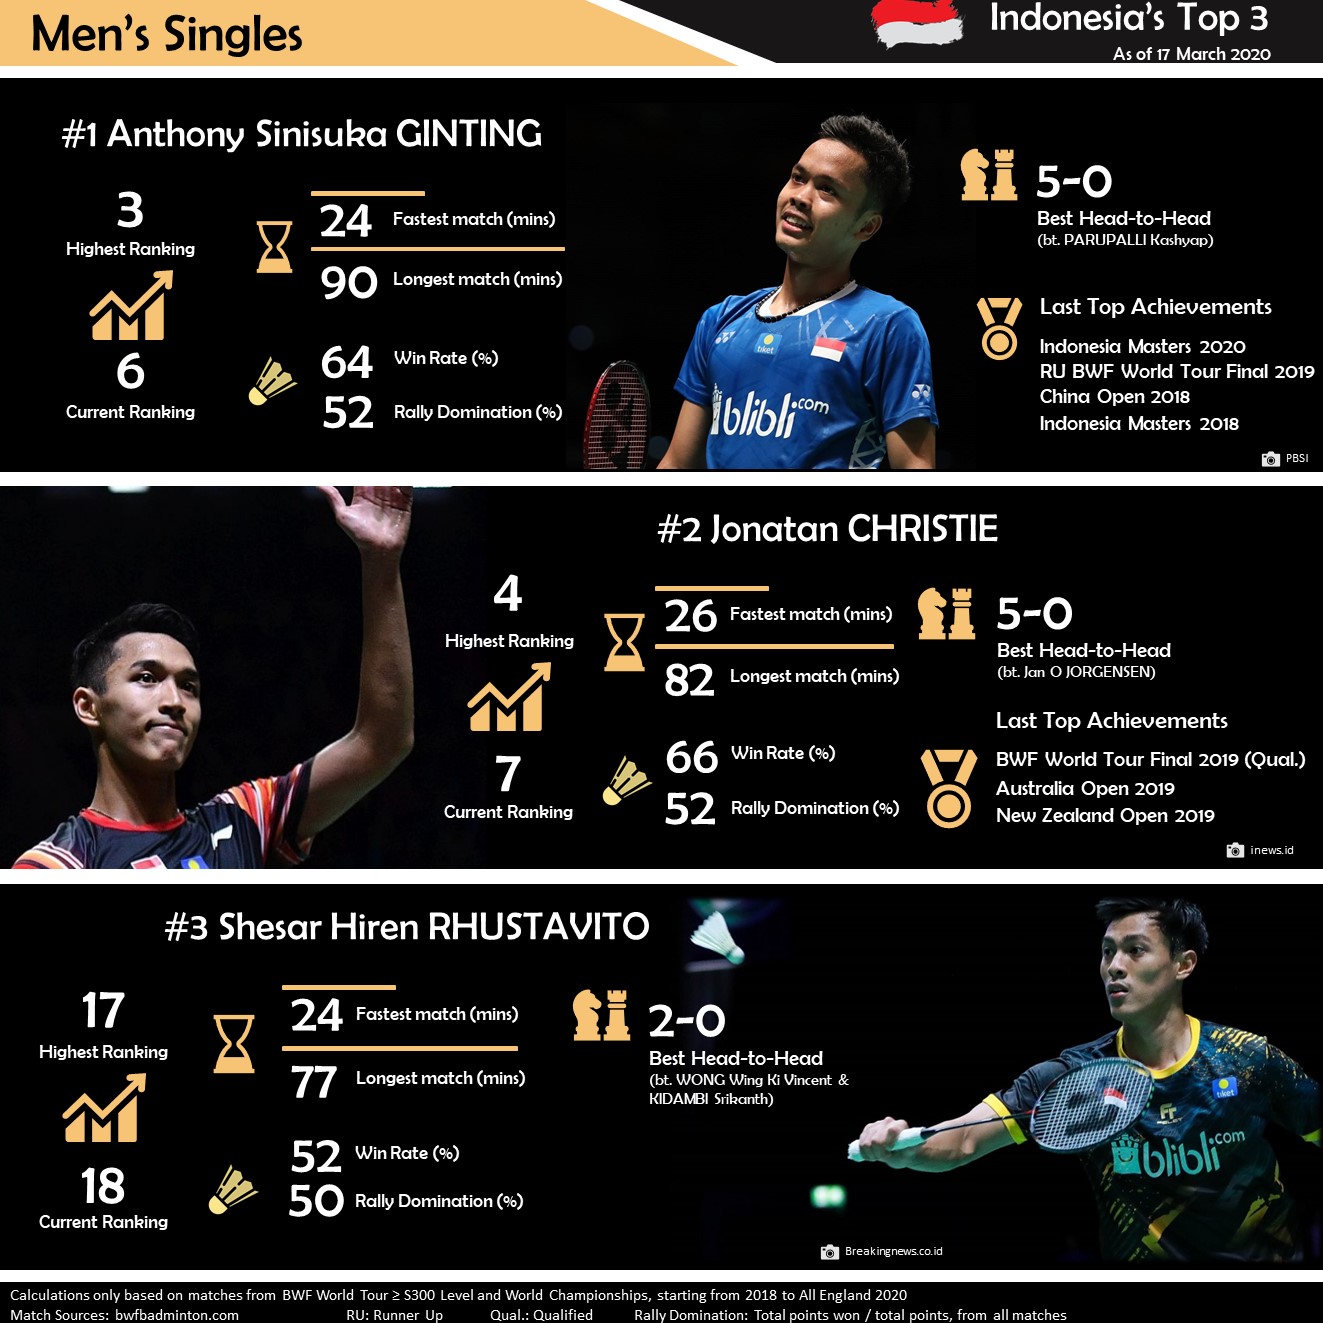 Men's Singles
Indonesia's Top 3
As of 17 March 2020
#1 Anthony Sinisuka GINTING
3
Highest Ranking
6
Current Ranking
24 Fastest match (mins)
90 Longest match (mins)
64 Win Rate (%)
52 Rally Domination (%)
tiket
blibli.com
5-0
Best Head-to-Head
(bt. PARUPALLI Kashyap)
Last Top Achievements
Indonesia Masters 2020
RU BWF World Tour Final 2019
China Open 2018
Indonesia Masters 2018
PBSI
#2 Jonatan CHRISTIE
4
Highest Ranking
7
Current Ranking
26 Fastest match (mins)
82 Longest match (mins)
66 Win Rate (%)
52 Rally Domination (%)
5-0
Best Head-to-Head
(bt. Jan O JORGENSEN)
Last Top Achievements
BWF World Tour Final 2019 (Qual.)
Australia Open 2019
New Zealand Open 2019
inews.id
#3 Shesar Hiren RHUSTAVITO
17
Highest Ranking
18
Current Ranking
24 Fastest match (mins)
77 Longest match (mins)
52 Win Rate (%)
50 Rally Domination (%)
2-0
Best Head-to-Head
(bt. WONG Wing Ki Vincent &
KIDAMBI Srikanth)
tiket
blibli.com
Breakingnews.co.id
Calculations only based on matches from BWF World Tour ≥ S300 Level and World Championships, starting from 2018 to All England 2020
Match Sources: bwfbadminton.com RU: Runner Up Qual.: Qualified Rally Domination: Total points won / total points, from all matches